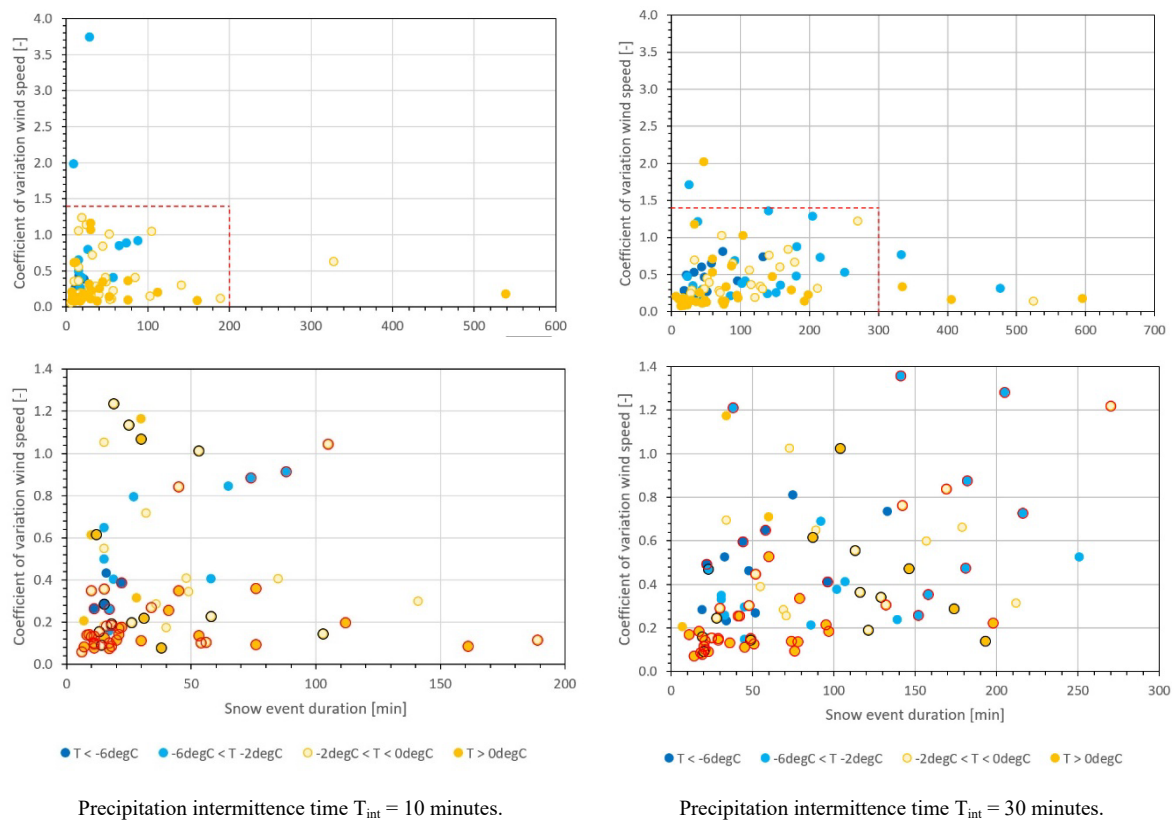 Coefficient of variation wind speed [-]
4.0
3.5
3.0
2.5
2.0
1.5
1.0
0.5
0.0
0 100 200 300 400 500 600
Coefficient of variation wind speed [-]
4.0
3.5
3.0
2.5
2.0
1.5
1.0
0.5
0.0
0 100 200 300 400 500 600 700
Coefficient of variation wind speed [-]
1.4
1.2
1.0
0.8
0.6
0.4
0.2
0.0
0 50 100 150 200
Snow event duration [min]
T < -6degC -6degC < T -2degC -2degC < T < 0degC T > 0degC
Coefficient of variation wind speed [-]
1.4
1.2
1.0
0.8
0.6
0.4
0.2
0.0
0 50 100 150 200 250 300
Snow event duration [min]
T < -6degC -6degC < T -2degC -2degC < T < 0degC T > 0degC
Precipitation intermittence time Tint = 10 minutes.
Precipitation intermittence time Tint = 30 minutes.